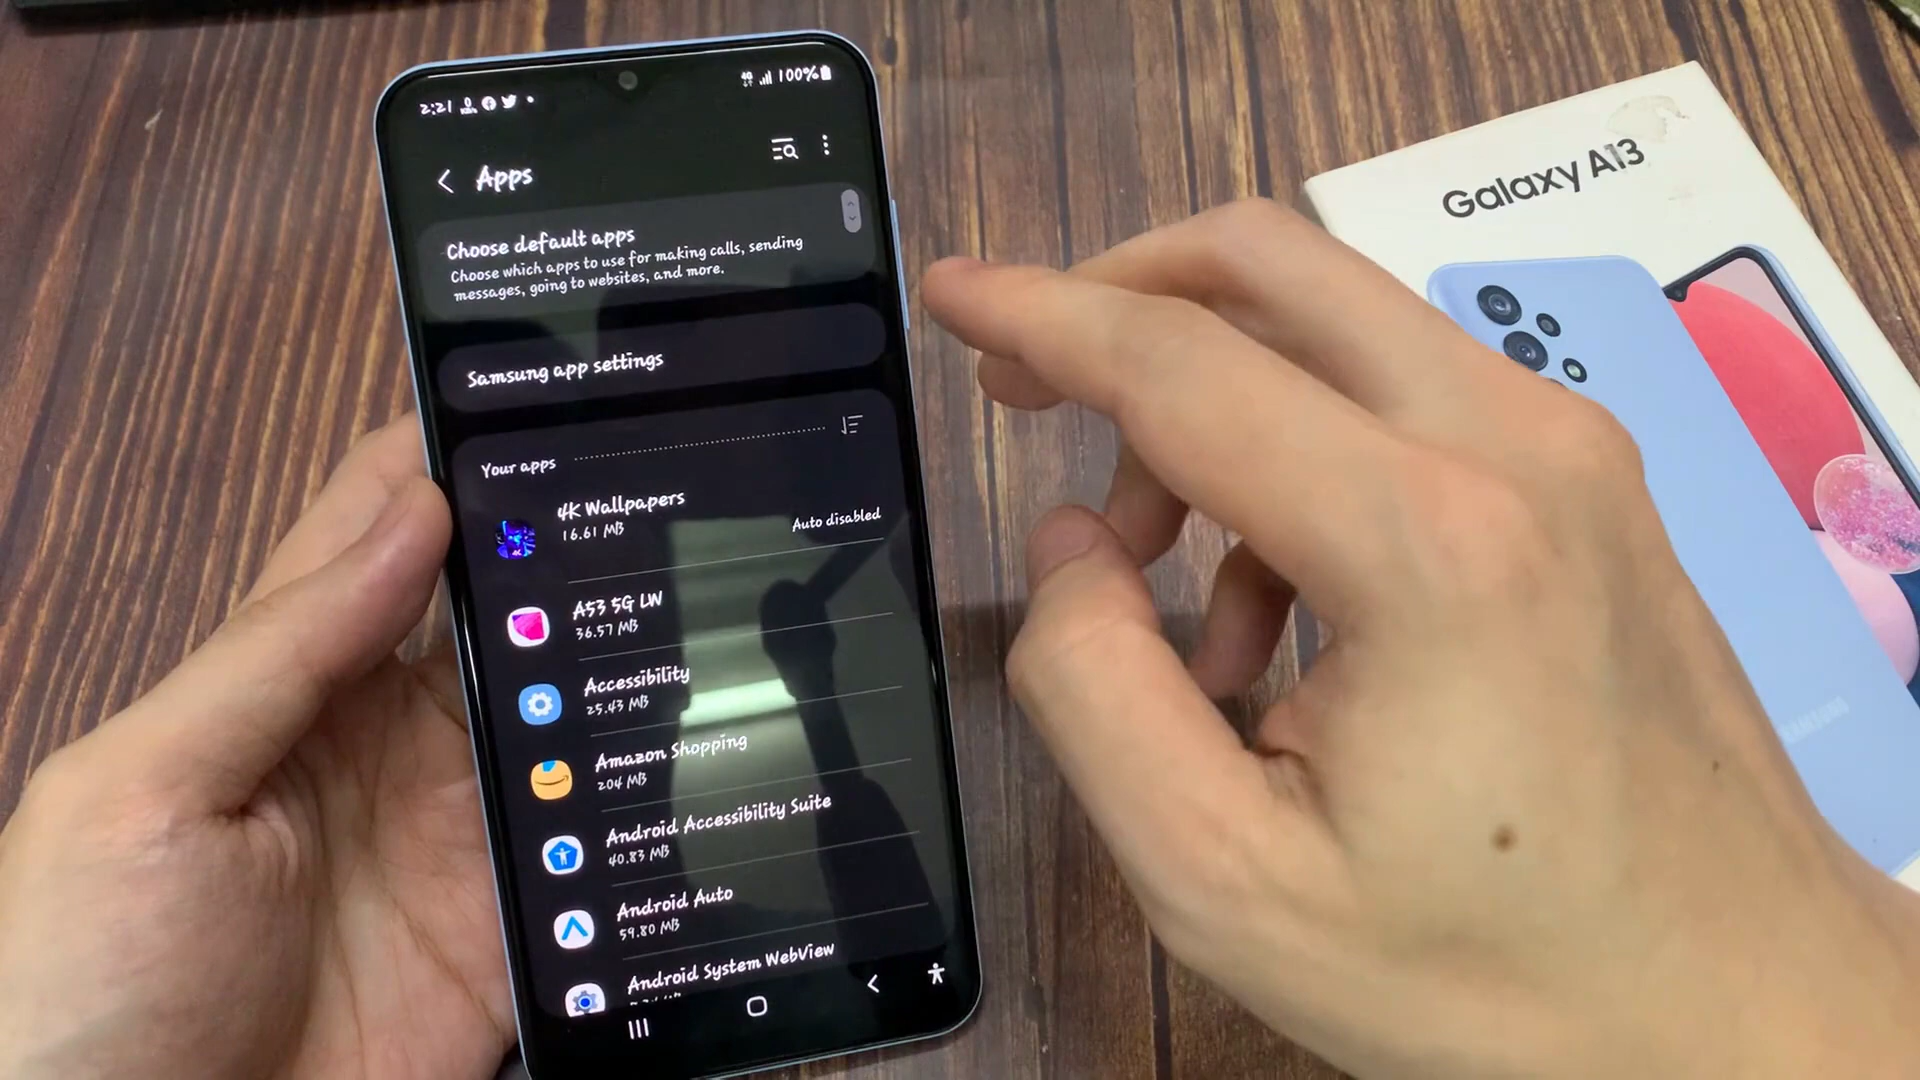 2:21
4G 100%
Apps
Choose default apps
Choose which apps to use for making calls, sending
messages, going to websites, and more.
Samsung app settings
Your apps
4K Wallpapers
16.61 MB
Auto disabled
A53 5G LW
36.57 MB
Accessibility
25.43 MB
Amazon Shopping
204 MB
Android Accessibility Suite
40.83 MB
Android Auto
59.80 MB
Android System WebView
Galaxy A13
SAMSUNG